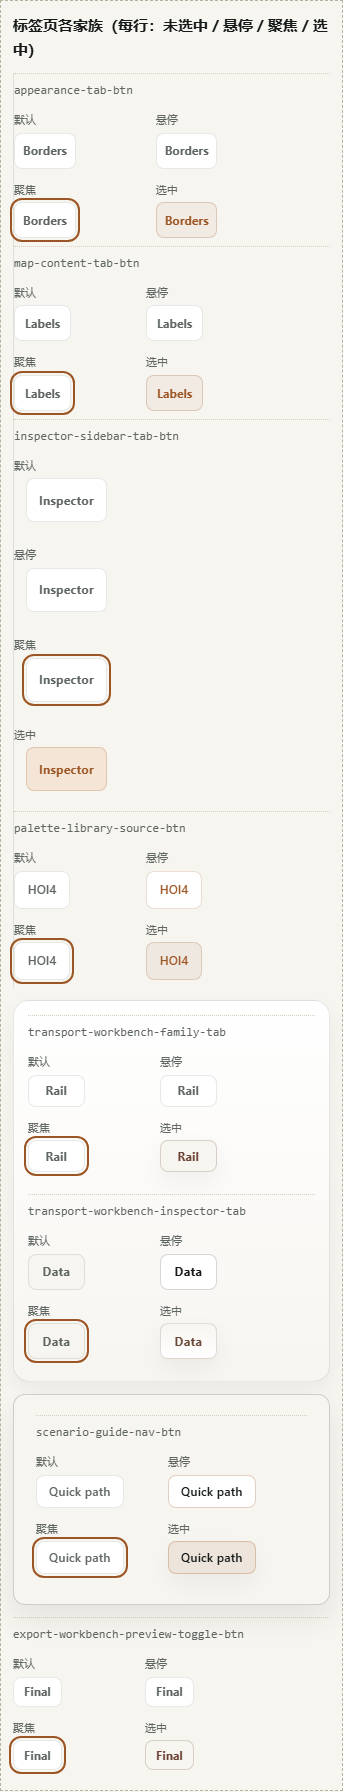 标签页各家族（每行：未选中 / 悬停 / 聚焦 / 选
中）
appearance-tab-btn
默认 悬停
Borders Borders
聚焦 选中
Borders Borders
map-content-tab-btn
默认 悬停
Labels Labels
聚焦 选中
Labels Labels
inspector-sidebar-tab-btn
默认
Inspector
悬停
Inspector
聚焦
Inspector
选中
Inspector
palette-library-source-btn
默认 悬停
HOI4 HOI4
聚焦 选中
HOI4 HOI4
transport-workbench-family-tab
默认 悬停
Rail Rail
聚焦 选中
Rail Rail
transport-workbench-inspector-tab
默认 悬停
Data Data
聚焦 选中
Data Data
scenario-guide-nav-btn
默认 悬停
Quick path Quick path
聚焦 选中
Quick path Quick path
export-workbench-preview-toggle-btn
默认 悬停
Final Final
聚焦 选中
Final Final